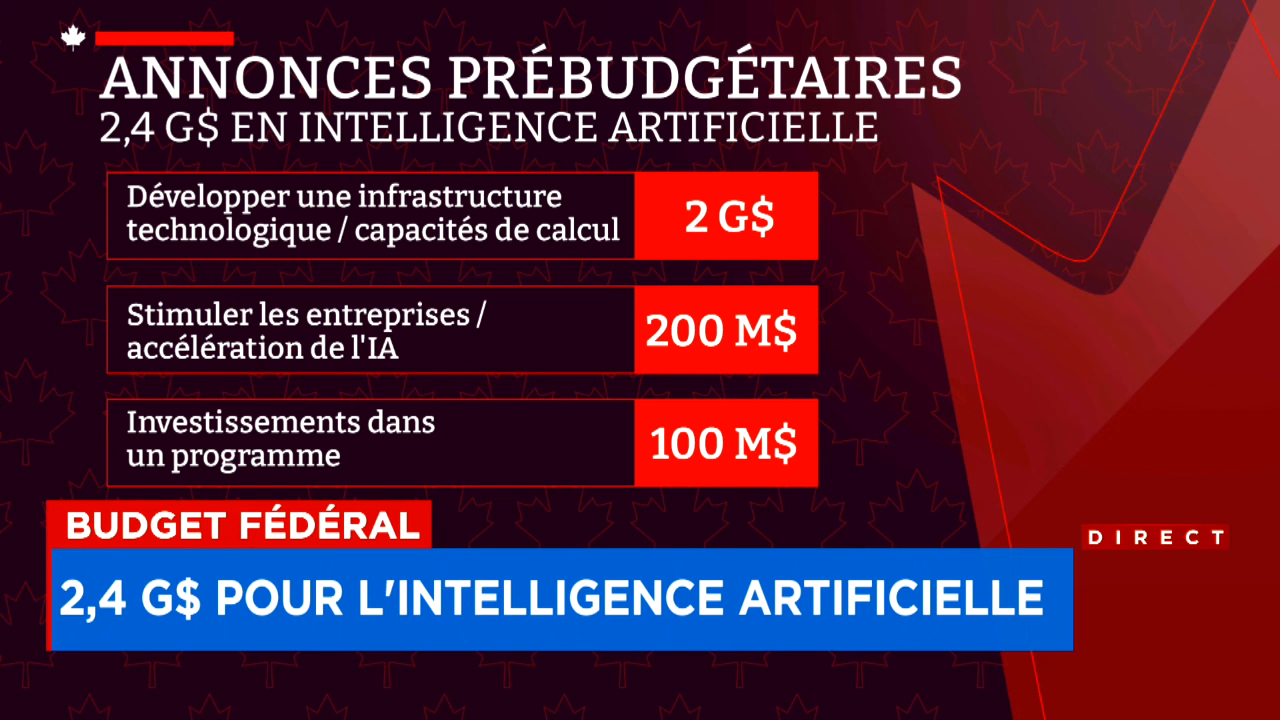 ANNONCES PRÉBUDGÉTAIRES
2,4 G$ EN INTELLIGENCE ARTIFICIELLE
Développer une infrastructure
technologique / capacités de calcul
2 G$
Stimuler les entreprises /
accélération de l'IA
200 M$
Investissements dans
un programme
100 M$
BUDGET FÉDÉRAL
DIRECT
2,4 G$ POUR L'INTELLIGENCE ARTIFICIELLE